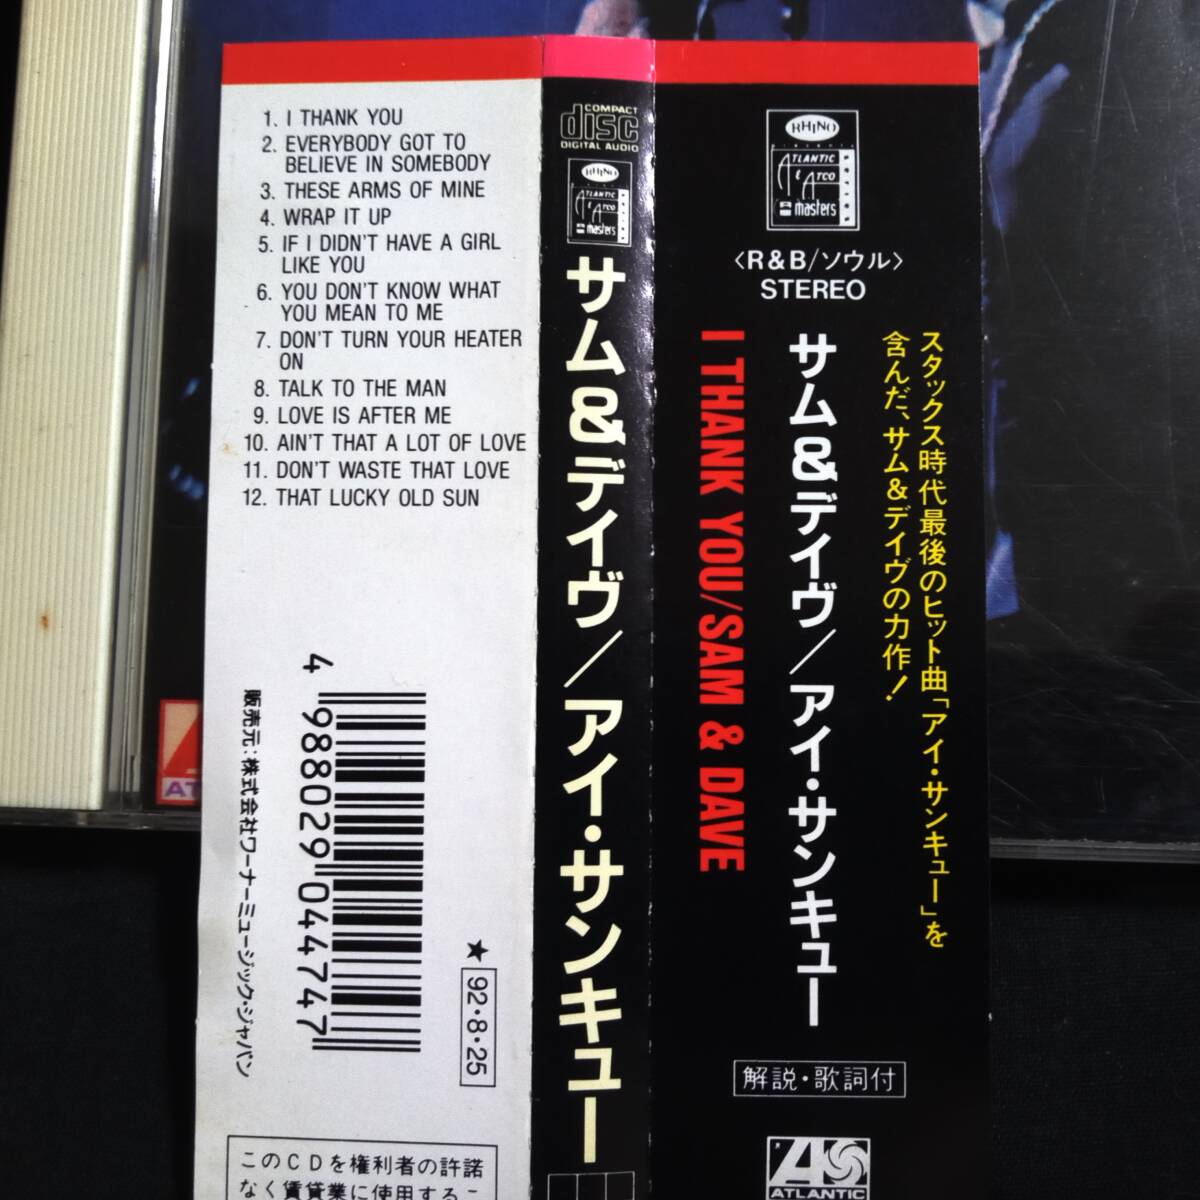 1. I THANK YOU
2. EVERYBODY GOT TO
BELIEVE IN SOMEBODY
3. THESE ARMS OF MINE
4. WRAP IT UP
5. IF I DIDN'T HAVE A GIRL
LIKE YOU
6. YOU DON'T KNOW WHAT
YOU MEAN TO ME
7. DON'T TURN YOUR HEATER
ON
8. TALK TO THE MAN
9. LOVE IS AFTER ME
10. AIN'T THAT A LOT OF LOVE
11. DON'T WASTE THAT LOVE
12. THAT LUCKY OLD SUN
4 988029 044747
販売元:株式会社ワーナーミュージック・ジャパン
★ 92・8・25
このCDを権利者の許諾
なく賃貸業に使用するこ
COMPACT
disc
DIGITAL AUDIO
RHINO
ATLANTIC
& ATCO
masters
サム&デイヴ/アイ・サンキュー
RHINO
ATLANTIC
& ATCO
masters
〈R&B/ソウル〉
STEREO
スタックス時代最後のヒット曲「アイ・サンキュー」を
含んだ、サム&デイヴの力作!
サム&デイヴ/アイ・サンキュー
I THANK YOU/SAM & DAVE
解説・歌詞付
ATLANTIC
AT